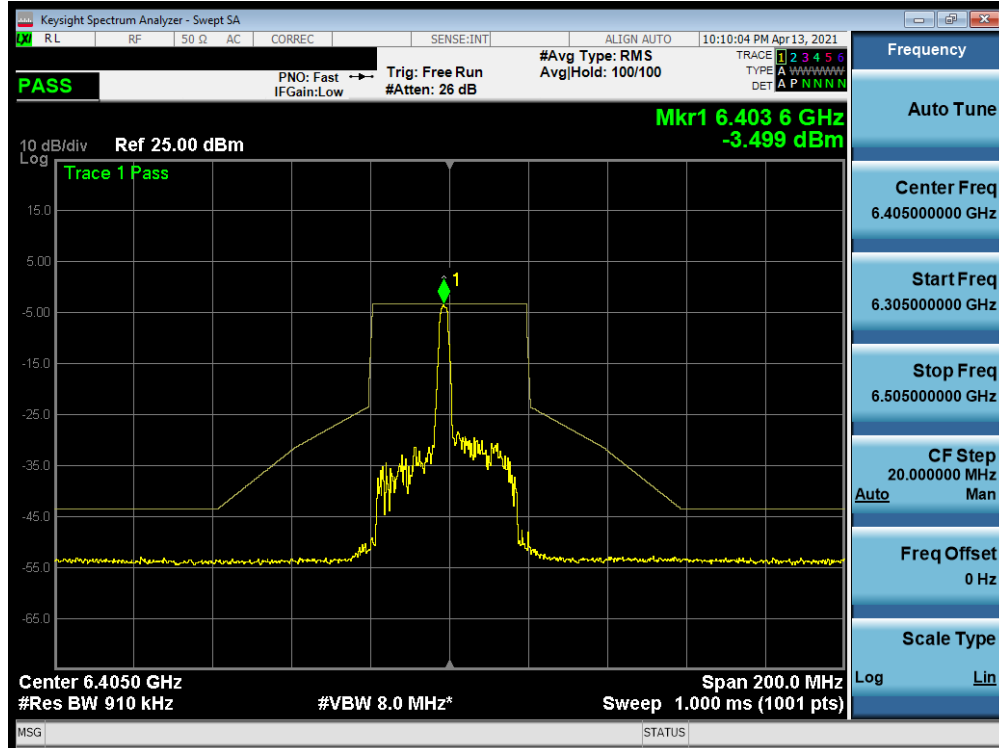 Keysight Spectrum Analyzer - Swept SA
LXI RL RF 50 Ω AC CORREC SENSE:INT ALIGN AUTO 10:10:04 PM Apr 13, 2021
PASS
PNO: Fast
IFGain:Low
Trig: Free Run
#Atten: 26 dB
#Avg Type: RMS
Avg|Hold: 100/100
TRACE 1 2 3 4 5 6
TYPE A WWWWW
DET A P N N N N
Mkr1 6.403 6 GHz
-3.499 dBm
10 dB/div Ref 25.00 dBm
Log
Trace 1 Pass
15.0
5.00
-5.00
-15.0
-25.0
-35.0
-45.0
-55.0
-65.0
1
Center 6.4050 GHz Span 200.0 MHz
#Res BW 910 kHz #VBW 8.0 MHz* Sweep 1.000 ms (1001 pts)
MSG STATUS
Frequency
Auto Tune
Center Freq
6.405000000 GHz
Start Freq
6.305000000 GHz
Stop Freq
6.505000000 GHz
CF Step
20.000000 MHz
Auto Man
Freq Offset
0 Hz
Scale Type
Log Lin